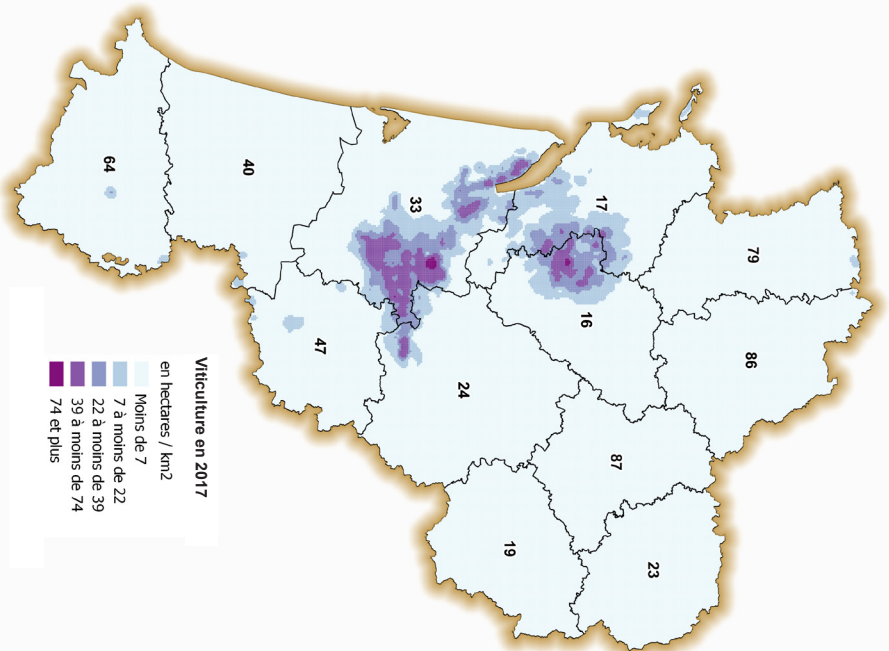 79
86
17
16
87
23
33
24
19
40
47
64
Viticulture en 2017
en hectares / km2
Moins de 7
7 à moins de 22
22 à moins de 39
39 à moins de 74
74 et plus